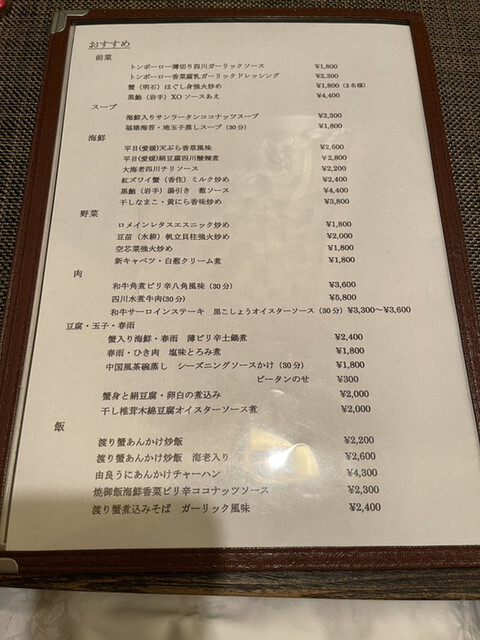 おすすめ
前菜
トンポーロー薄切り四川ガーリックソース ¥1,800
トンポーロー香菜腐乳ガーリックドレッシング ¥2,300
蟹（明石）ほぐし身強火炒め ¥1,800（2名様）
黒鮑（岩手）XOソースあえ ¥4,400
スープ
海鮮入りサンラータンココナッツスープ ¥2,300
福建海苔・地玉子蒸しスープ（30分） ¥1,800
海鮮
平目(愛媛)天ぷら香草風味 ¥2,600
平目(愛媛)絹豆腐四川酸辣煮 ¥2,800
大海老四川チリソース ¥2,200
紅ズワイ蟹（香住）ミルク炒め ¥2,400
黒鮑（岩手）湯引き 葱ソース ¥4,400
干しなまこ・黄にら香味炒め ¥3,800
野菜
ロメインレタスエスニック炒め ¥1,800
豆苗（水耕）帆立貝柱強火炒め ¥2,000
空芯菜強火炒め ¥1,800
新キャベツ・白葱クリーム煮 ¥1,800
肉
和牛角煮ピリ辛八角風味（30分） ¥3,600
四川水煮牛肉(30分) ¥5,800
和牛サーロインステーキ 黒こしょうオイスターソース（30分）¥3,300～¥3,600
豆腐・玉子・春雨
蟹入り海鮮・春雨 薄ピリ辛土鍋煮 ¥2,400
春雨・ひき肉 塩味とろみ煮 ¥1,800
中国風茶碗蒸し シーズニングソースかけ（30分） ¥1,800
ピータンのせ ¥300
蟹身と絹豆腐・卵白の煮込み ¥2,000
干し椎茸木綿豆腐オイスターソース煮 ¥2,000
飯
渡り蟹あんかけ炒飯 ¥2,200
渡り蟹あんかけ炒飯 海老入り ¥2,600
由良うにあんかけチャーハン ¥4,300
焼御飯海鮮香菜ピリ辛ココナッツソース ¥2,300
渡り蟹煮込みそば ガーリック風味 ¥2,400